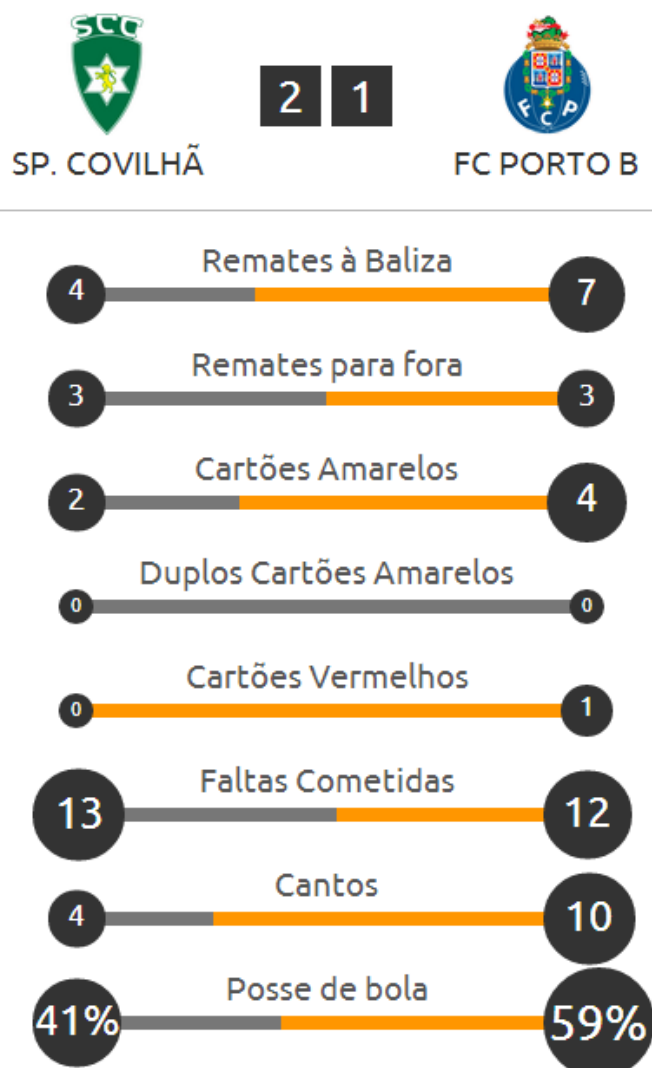 SCC
2 1
FCP
SP. COVILHÃ FC PORTO B
Remates à Baliza
4 7
Remates para fora
3 3
Cartões Amarelos
2 4
Duplos Cartões Amarelos
0 0
Cartões Vermelhos
0 1
Faltas Cometidas
13 12
Cantos
4 10
Posse de bola
41% 59%